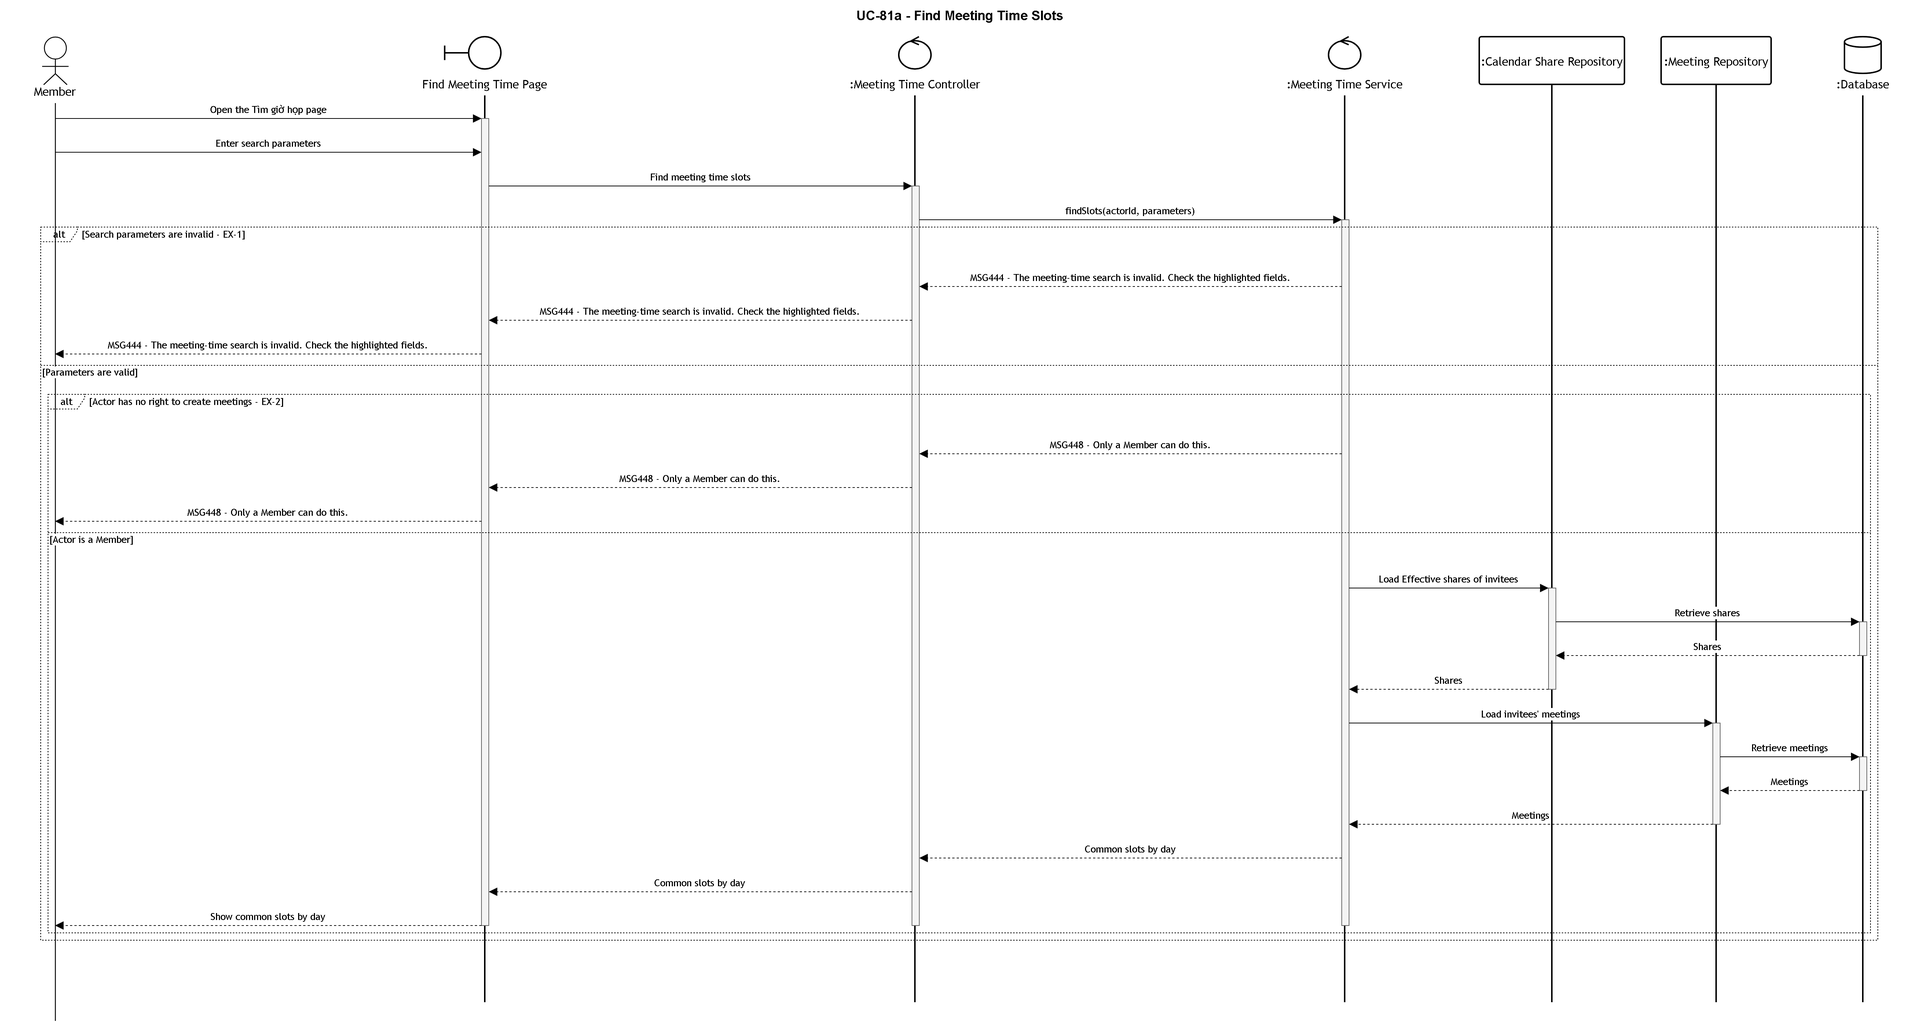 UC-81a - Find Meeting Time Slots
Member
Find Meeting Time Page
:Meeting Time Controller
:Meeting Time Service
:Calendar Share Repository
:Meeting Repository
:Database
Open the Tìm giờ họp page
Enter search parameters
Find meeting time slots
findSlots(actorId, parameters)
alt [Search parameters are invalid - EX-1]
MSG444 - The meeting-time search is invalid. Check the highlighted fields.
MSG444 - The meeting-time search is invalid. Check the highlighted fields.
MSG444 - The meeting-time search is invalid. Check the highlighted fields.
[Parameters are valid]
alt [Actor has no right to create meetings - EX-2]
MSG448 - Only a Member can do this.
MSG448 - Only a Member can do this.
MSG448 - Only a Member can do this.
[Actor is a Member]
Load Effective shares of invitees
Retrieve shares
Shares
Shares
Load invitees' meetings
Retrieve meetings
Meetings
Meetings
Common slots by day
Common slots by day
Show common slots by day